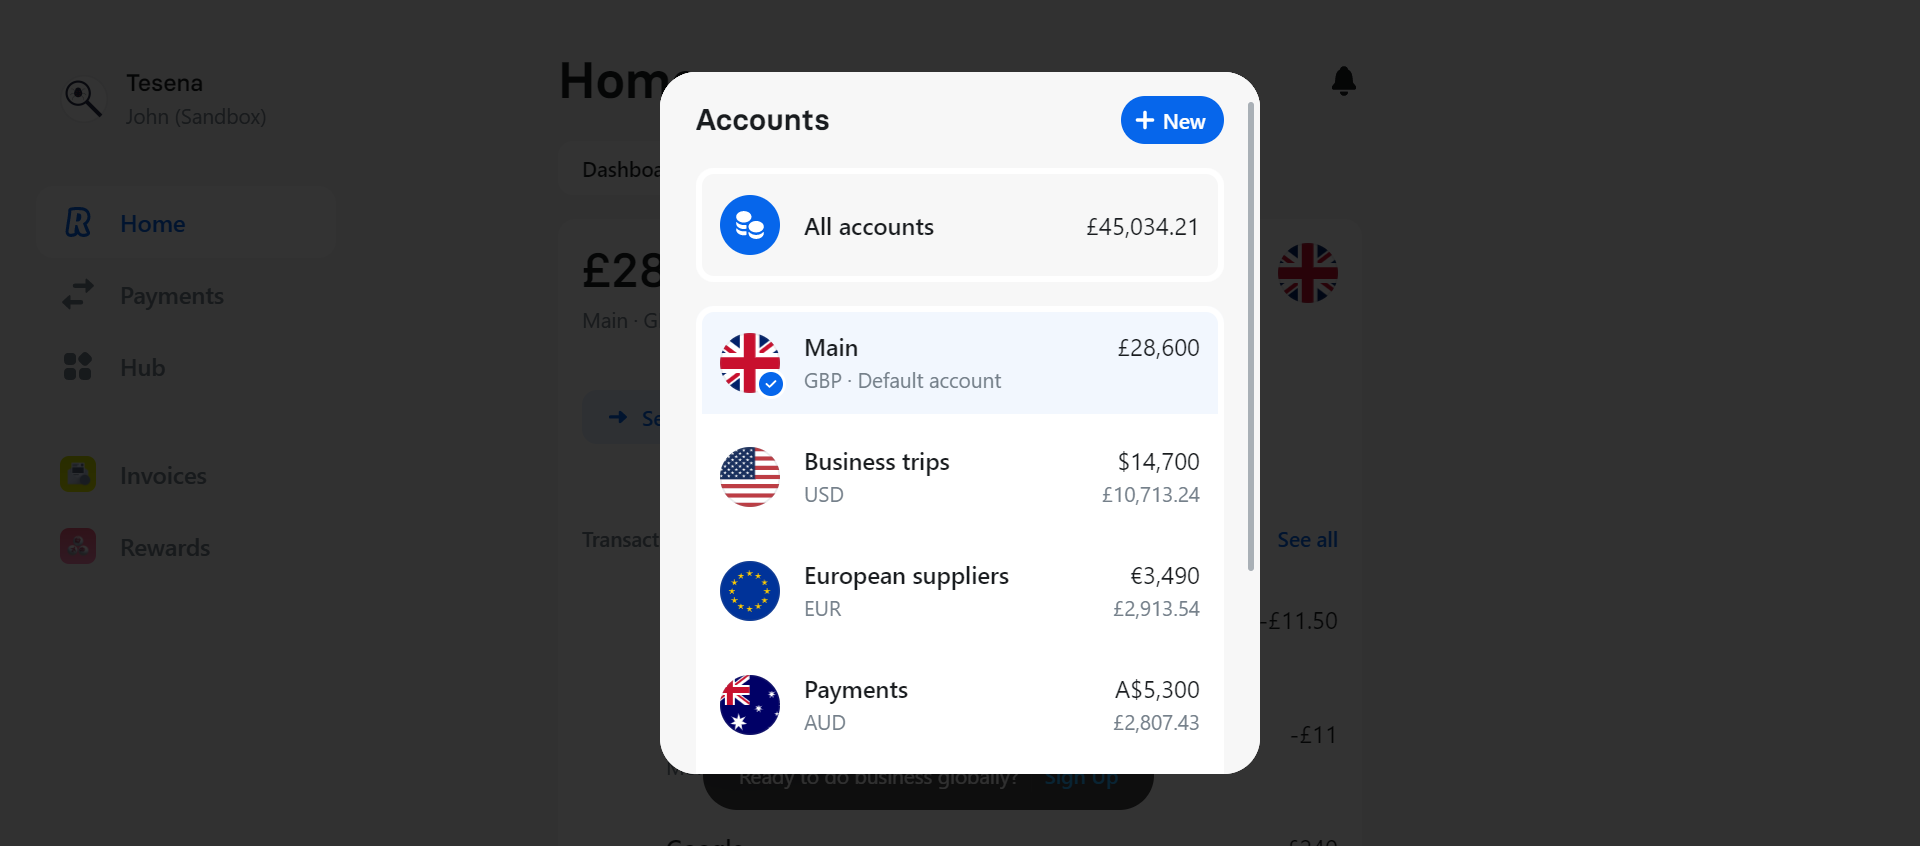 Tesena
John (Sandbox)
Home
Payments
Hub
Invoices
Rewards
Hom
Dashboa
£28
Main · G
Se
Transact
See all
-£11.50
-£11
Accounts
+ New
All accounts
£45,034.21
Main
£28,600
GBP · Default account
Business trips
$14,700
USD
£10,713.24
European suppliers
€3,490
EUR
£2,913.54
Payments
A$5,300
AUD
£2,807.43
Ready to do business globally?
Sign Up